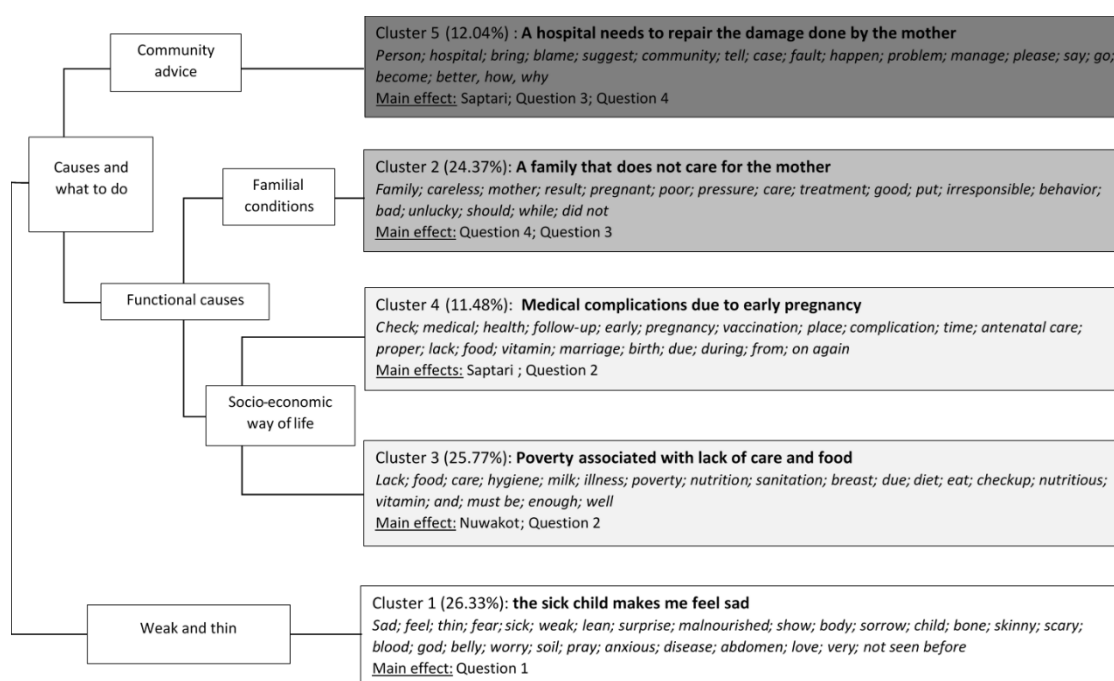 Community
advice
Cluster 5 (12.04%) : A hospital needs to repair the damage done by the mother
Person; hospital; bring; blame; suggest; community; tell; case; fault; happen; problem; manage; please; say; go;
become; better, how, why
Main effect: Saptari; Question 3; Question 4
Causes and
what to do
Familial
conditions
Cluster 2 (24.37%): A family that does not care for the mother
Family; careless; mother; result; pregnant; poor; pressure; care; treatment; good; put; irresponsible; behavior;
bad; unlucky; should; while; did not
Main effect: Question 4; Question 3
Functional causes
Cluster 4 (11.48%): Medical complications due to early pregnancy
Check; medical; health; follow-up; early; pregnancy; vaccination; place; complication; time; antenatal care;
proper; lack; food; vitamin; marriage; birth; due; during; from; on again
Main effects: Saptari ; Question 2
Socio-economic
way of life
Cluster 3 (25.77%): Poverty associated with lack of care and food
Lack; food; care; hygiene; milk; illness; poverty; nutrition; sanitation; breast; due; diet; eat; checkup; nutritious;
vitamin; and; must be; enough; well
Main effect: Nuwakot; Question 2
Weak and thin
Cluster 1 (26.33%): the sick child makes me feel sad
Sad; feel; thin; fear; sick; weak; lean; surprise; malnourished; show; body; sorrow; child; bone; skinny; scary;
blood; god; belly; worry; soil; pray; anxious; disease; abdomen; love; very; not seen before
Main effect: Question 1